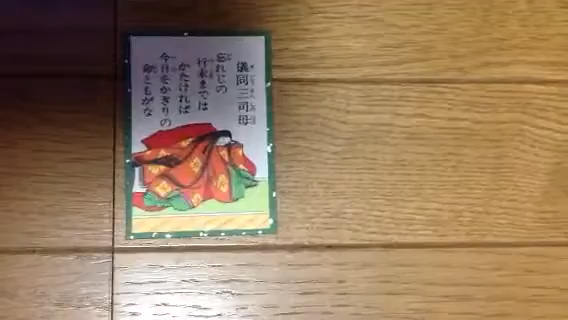 儀同三司母
忘れじの
行末までは
かたければ
今日をかぎりの
命ともがな